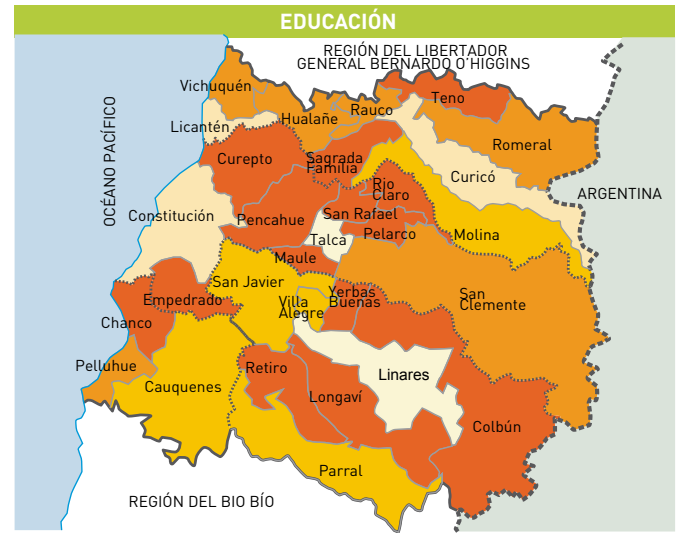 EDUCACIÓN
REGIÓN DEL LIBERTADOR
GENERAL BERNARDO O'HIGGINS
OCÉANO PACÍFICO
ARGENTINA
Vichuquén
Licantén
Hualañe
Rauco
Teno
Romeral
Curepto
Sagrada
Familia
Curicó
Constitución
Rio
Claro
Pencahue
San Rafael
Talca
Pelarco
Molina
Maule
San Javier
Empedrado
Villa
Alegre
Yerbas
Buenas
San
Clemente
Chanco
Pelluhue
Cauquenes
Retiro
Longaví
Linares
Colbún
Parral
REGIÓN DEL BIO BÍO